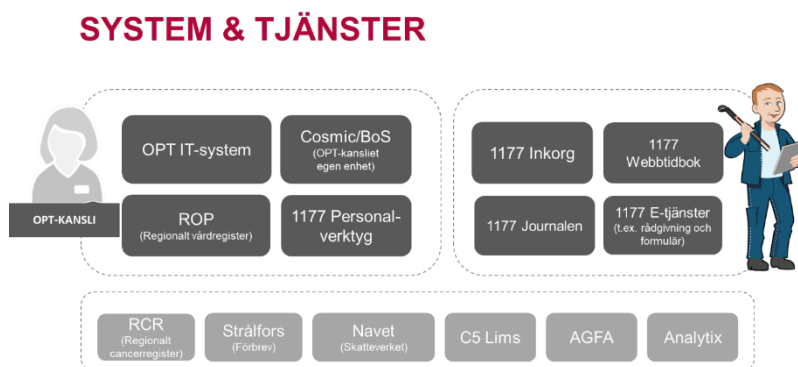 SYSTEM & TJÄNSTER
OPT-KANSLI
OPT IT-system
Cosmic/BoS
(OPT-kansliet
egen enhet)
ROP
(Regionalt vårdregister)
1177 Personal-
verktyg
1177 Inkorg
1177
Webbtidbok
1177 Journalen
1177 E-tjänster
(t.ex. rådgivning och
formulär)
RCR
(Regionalt
cancerregister)
Strålfors
(Förbrev)
Navet
(Skatteverket)
C5 Lims
AGFA
Analytix